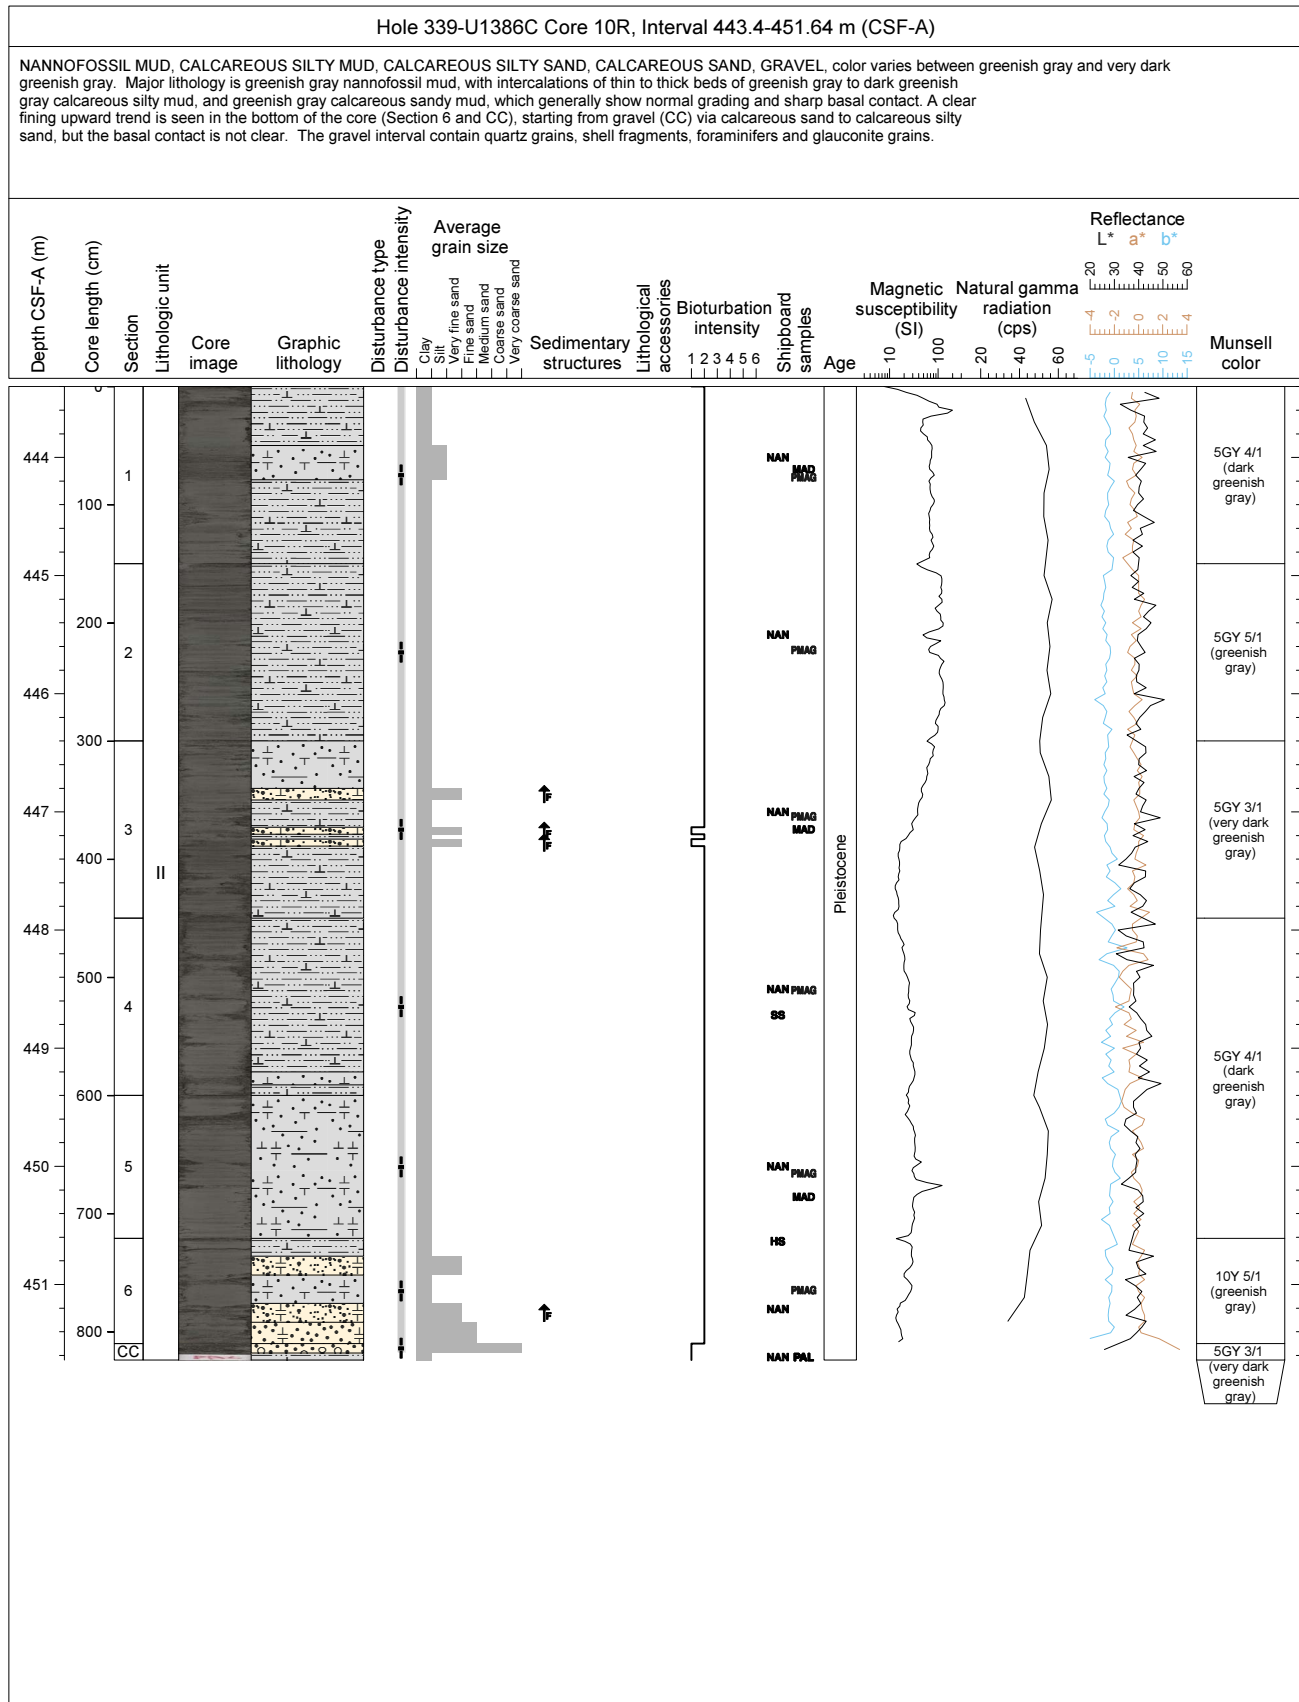 Hole 339-U1386C Core 10R, Interval 443.4-451.64 m (CSF-A)
NANNOFOSSIL MUD, CALCAREOUS SILTY MUD, CALCAREOUS SILTY SAND, CALCAREOUS SAND, GRAVEL, color varies between greenish gray and very dark
greenish gray. Major lithology is greenish gray nannofossil mud, with intercalations of thin to thick beds of greenish gray to dark greenish
gray calcareous silty mud, and greenish gray calcareous sandy mud, which generally show normal grading and sharp basal contact. A clear
fining upward trend is seen in the bottom of the core (Section 6 and CC), starting from gravel (CC) via calcareous sand to calcareous silty
sand, but the basal contact is not clear. The gravel interval contain quartz grains, shell fragments, foraminifers and glauconite grains.
Depth CSF-A (m)
Core length (cm)
Section
Lithologic unit
Core
image
Graphic
lithology
Disturbance type
Disturbance intensity
Average
grain size
Clay
Silt
Very fine sand
Fine sand
Medium sand
Coarse sand
Very coarse sand
Sedimentary
structures
Lithological
accessories
Bioturbation
intensity
1 2 3 4 5 6
Shipboard
samples
Age
Magnetic
susceptibility
(SI)
10 100
Natural gamma
radiation
(cps)
20 40 60
Reflectance
L* a* b*
20 30 40 50 60
-4 -2 0 2 4
-5 0 5 10 15
Munsell
color
0
444
100
445
200
446
300
447
400
448
500
449
600
450
700
451
800
1
2
3
4
5
6
CC
II
F
F
F
F
NAN
MAD
PMAG
NAN
PMAG
NAN PMAG
MAD
NAN PMAG
SS
NAN PMAG
MAD
HS
PMAG
NAN
NAN PAL
Pleistocene
5GY 4/1
(dark
greenish
gray)
5GY 5/1
(greenish
gray)
5GY 3/1
(very dark
greenish
gray)
5GY 4/1
(dark
greenish
gray)
10Y 5/1
(greenish
gray)
5GY 3/1
(very dark
greenish
gray)